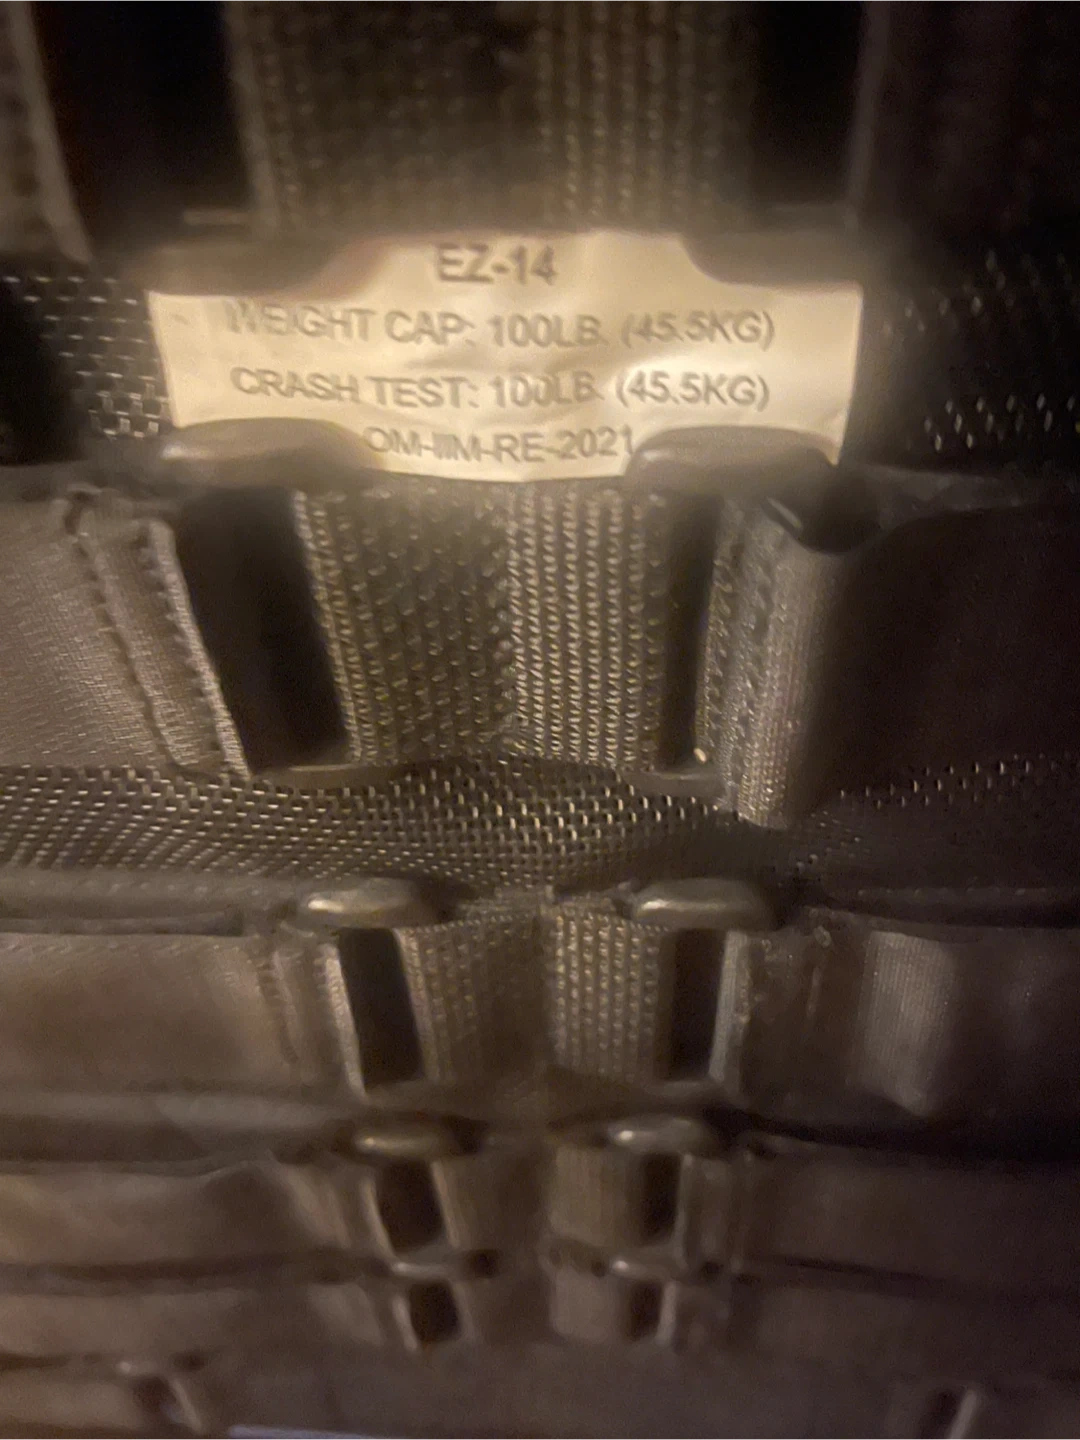 EZ-14
WEIGHT CAP: 100LB. (45.5KG)
CRASH TEST: 100LB. (45.5KG)